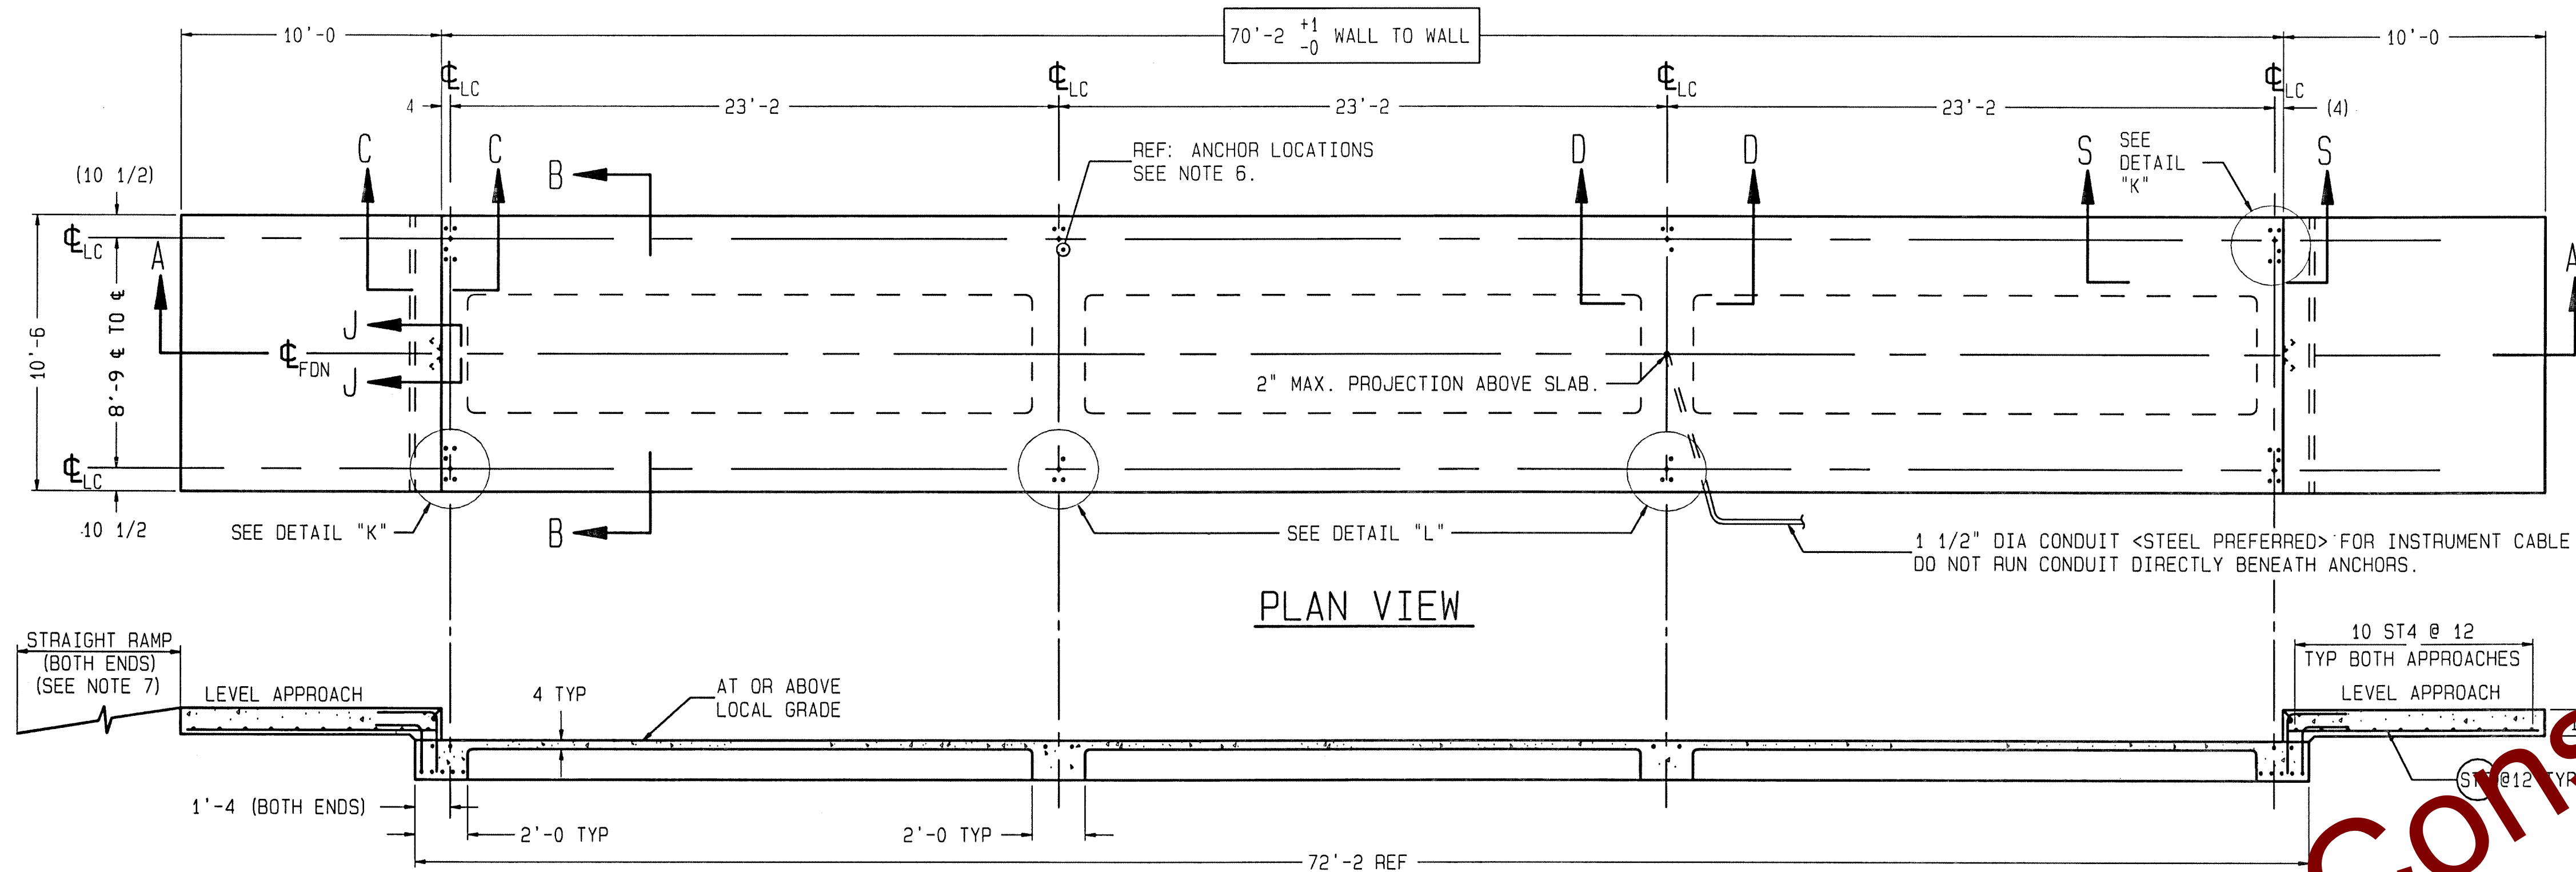 10'-0
70'-2 +1 -0 WALL TO WALL
10'-0
℄LC
℄LC
℄LC
℄LC
4
23'-2
23'-2
23'-2
(4)
C
C
B
REF: ANCHOR LOCATIONS
SEE NOTE 6.
D
D
S
SEE
DETAIL
"K"
S
(10 1/2)
℄LC
A
A
10'-6
8'-9 ℄ TO ℄
J
℄FDN
J
2" MAX. PROJECTION ABOVE SLAB.
℄LC
10 1/2
SEE DETAIL "K"
B
SEE DETAIL "L"
1 1/2" DIA CONDUIT <STEEL PREFERRED> FOR INSTRUMENT CABLE
DO NOT RUN CONDUIT DIRECTLY BENEATH ANCHORS.
PLAN VIEW
STRAIGHT RAMP
(BOTH ENDS)
(SEE NOTE 7)
LEVEL APPROACH
4 TYP
AT OR ABOVE
LOCAL GRADE
10 ST4 @ 12
TYP BOTH APPROACHES
LEVEL APPROACH
1'-4 (BOTH ENDS)
2'-0 TYP
2'-0 TYP
@12 TYP
72'-2 REF
Cons